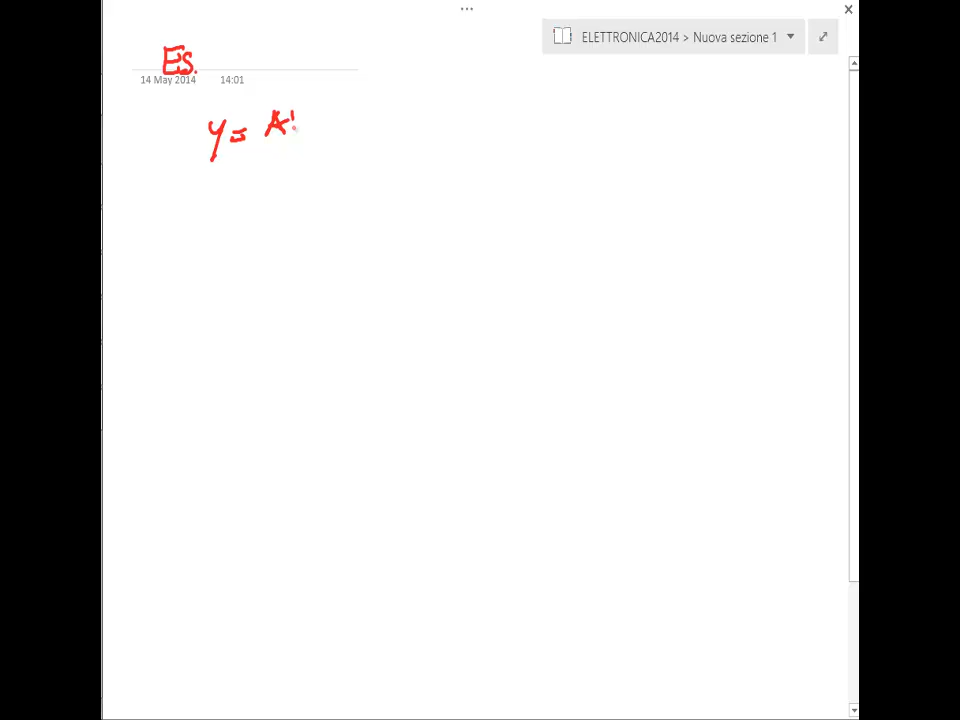 ELETTRONICA2014 > Nuova sezione 1
Es.
14 May 2014 14:01
y = A